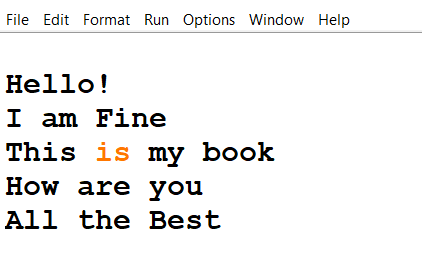 File Edit Format Run Options Window Help
Hello!
I am Fine
This is my book
How are you
All the Best